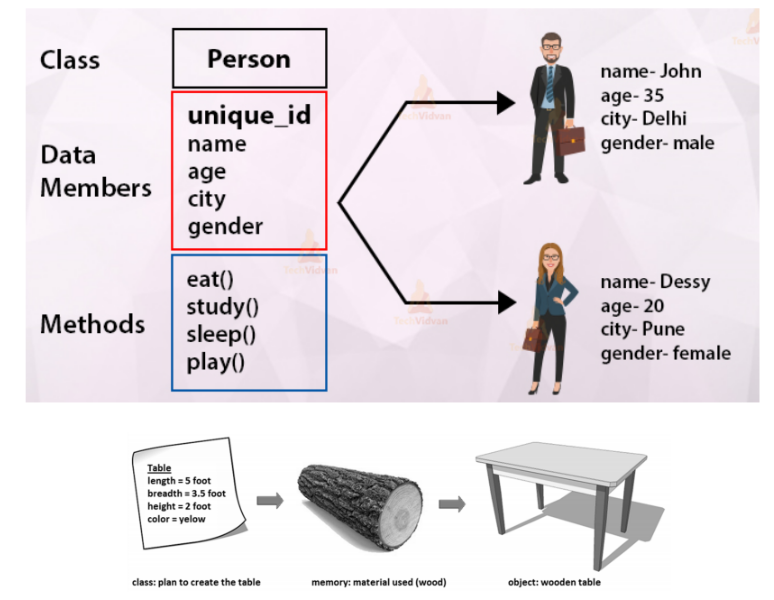 Class
Person
Data
Members
unique_id
name
age
city
gender
Methods
eat()
study()
sleep()
play()
name- John
age- 35
city- Delhi
gender- male
name- Dessy
age- 20
city- Pune
gender- female
TechVidvan
TechVidvan
TechVidvan
Table
length = 5 foot
breadth = 3.5 foot
height = 2 foot
color = yelow
class: plan to create the table
memory: material used (wood)
object: wooden table